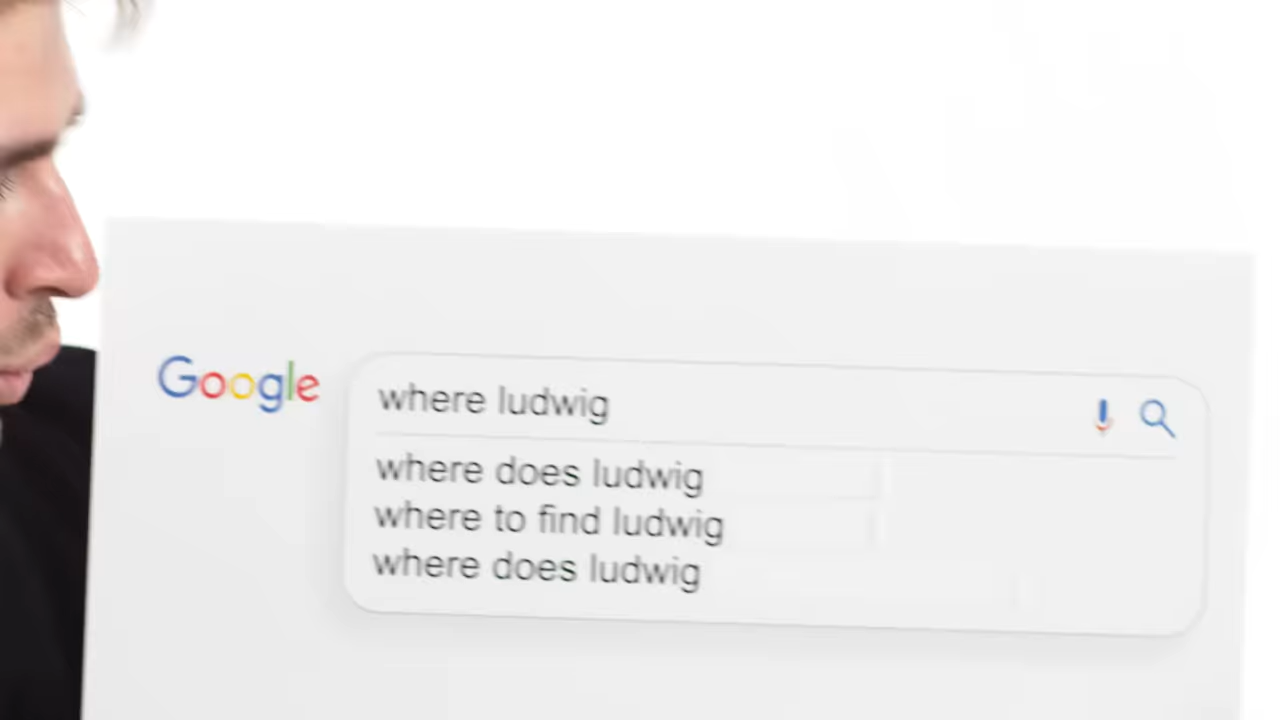 Google
where ludwig
where does ludwig
where to find ludwig
where does ludwig